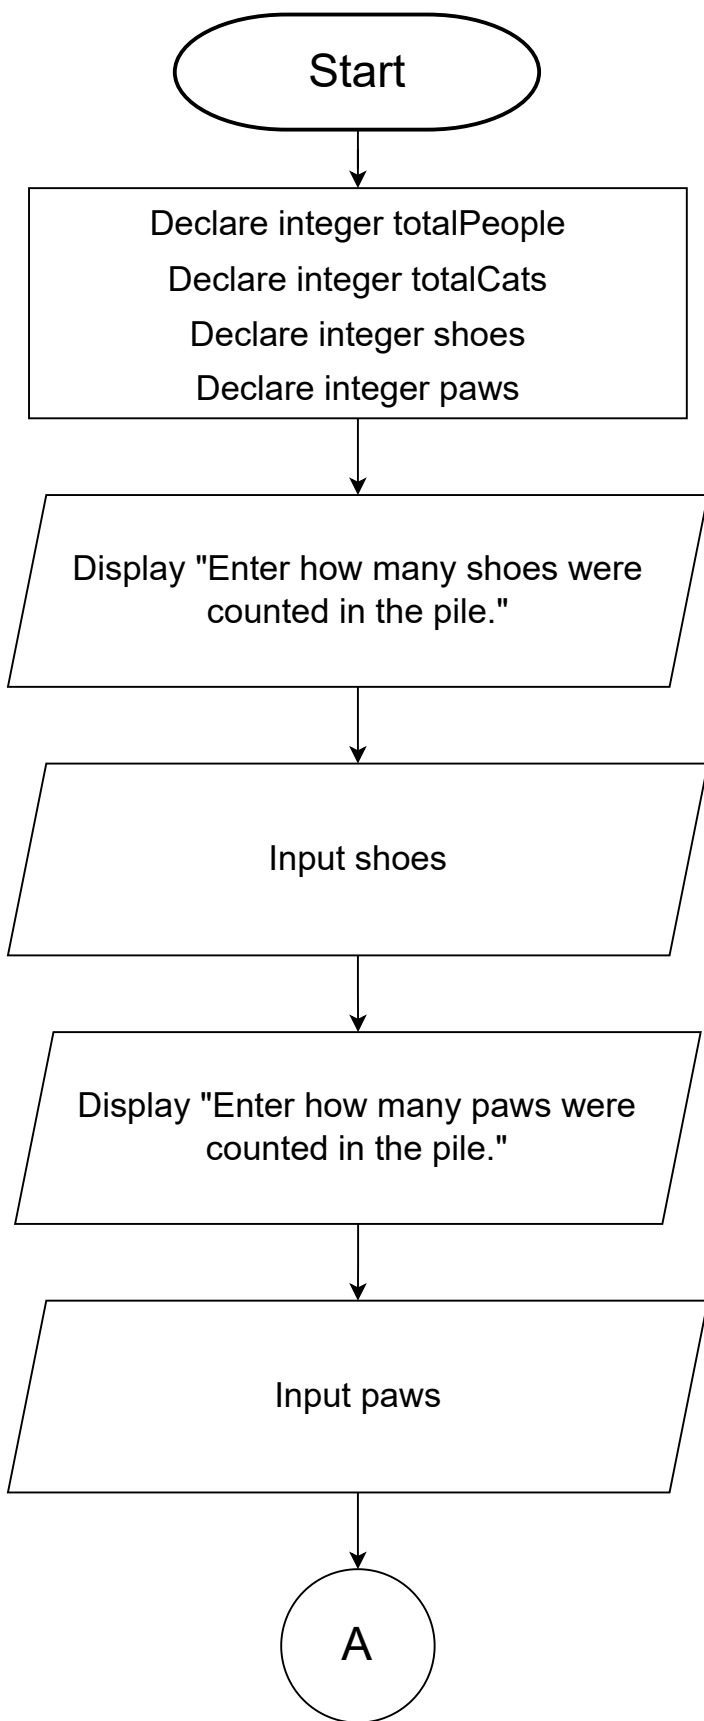 Start
Declare integer totalPeople
Declare integer totalCats
Declare integer shoes
Declare integer paws
Display "Enter how many shoes were
counted in the pile."
Input shoes
Display "Enter how many paws were
counted in the pile."
Input paws
A